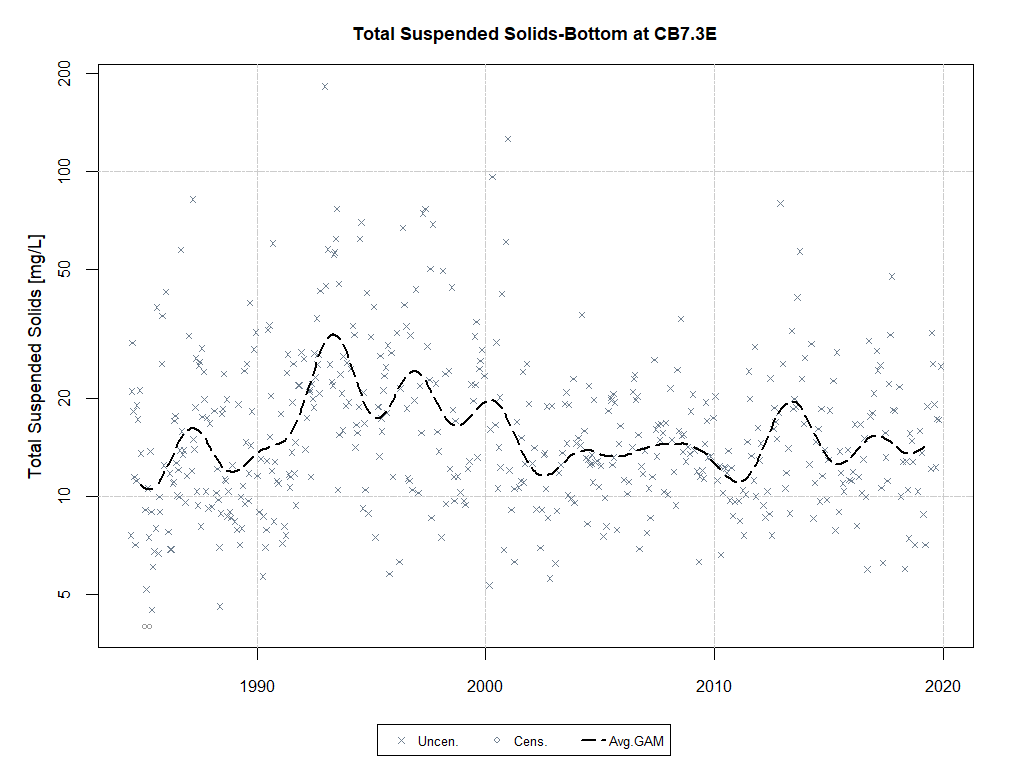 Total Suspended Solids-Bottom at CB7.3E
Total Suspended Solids [mg/L]
200
100
50
20
10
5
1990 2000 2010 2020
Uncen. Cens. Avg.GAM